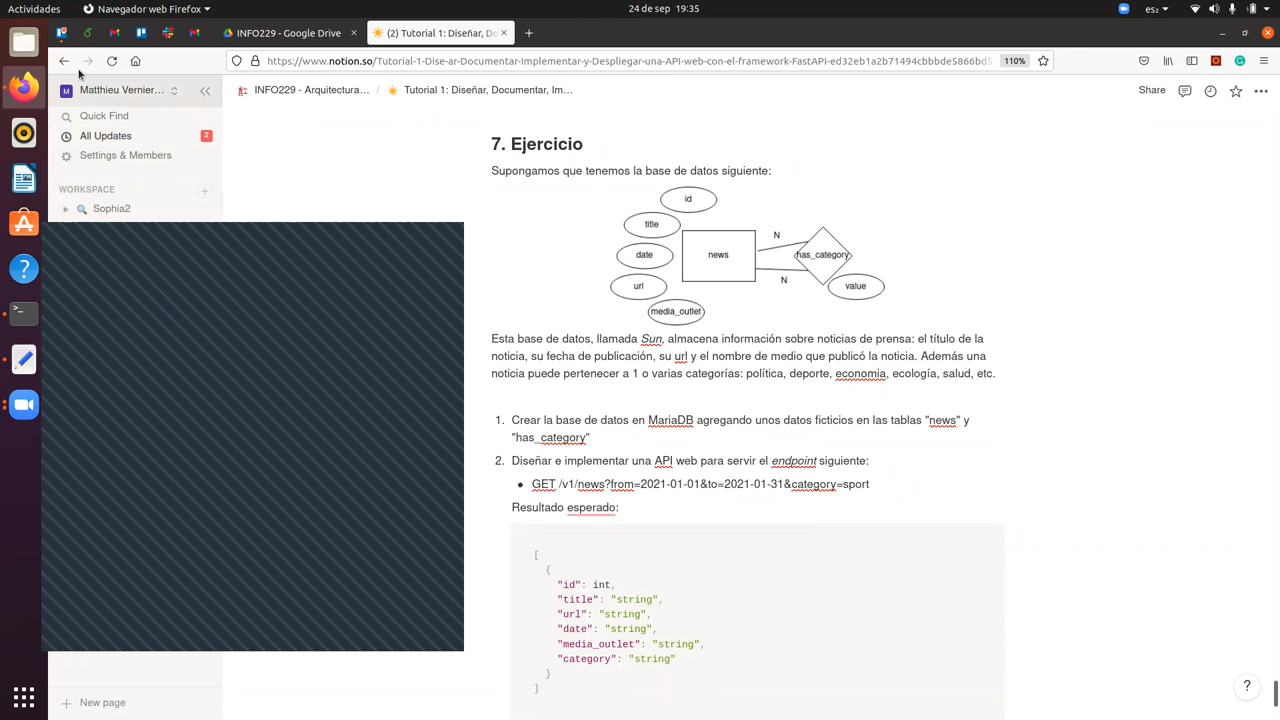 Actividades
Navegador web Firefox
24 de sep 19:35
es₂
INFO229 - Google Drive
(2) Tutorial 1: Diseñar, D
https://www.notion.so/Tutorial-1-Dise-ar-Documentar-Implementar-y-Despliegar-una-API-web-con-el-framework-FastAPI-ed32eb1a2b71494cbbbde5866bd5
110%
Matthieu Vernier...
INFO229 - Arquitectura... / Tutorial 1: Diseñar, Documentar, Im...
Share
Quick Find
All Updates
2
Settings & Members
WORKSPACE
Sophia2
New page
7. Ejercicio
Supongamos que tenemos la base de datos siguiente:
id
title
date
url
media_outlet
news
N
N
has_category
value
Esta base de datos, llamada Sun, almacena información sobre noticias de prensa: el título de la
noticia, su fecha de publicación, su url y el nombre de medio que publicó la noticia. Además una
noticia puede pertenecer a 1 o varias categorías: política, deporte, economia, ecología, salud, etc.
1. Crear la base de datos en MariaDB agregando unos datos ficticios en las tablas "news" y
"has_category"
2. Diseñar e implementar una API web para servir el endpoint siguiente:
• GET /v1/news?from=2021-01-01&to=2021-01-31&category=sport
Resultado esperado:
[
{
"id": int,
"title": "string",
"url": "string",
"date": "string",
"media_outlet": "string",
"category": "string"
}
]
?